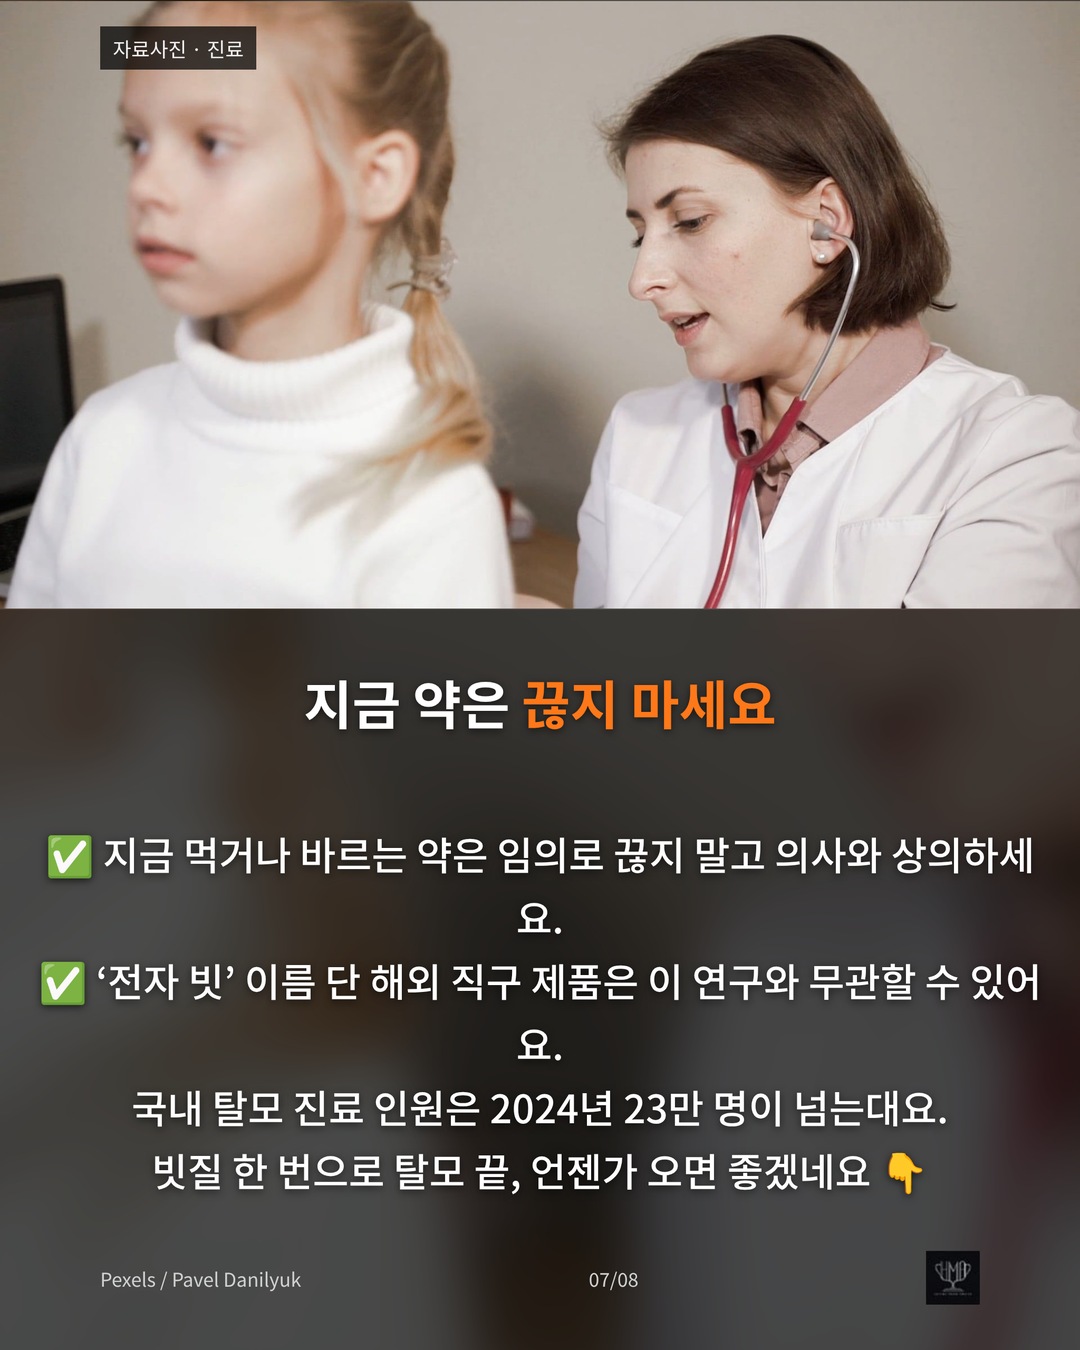 자료사진 · 진료
지금 약은 끊지 마세요
✅ 지금 먹거나 바르는 약은 임의로 끊지 말고 의사와 상의하세
요.
✅ ‘전자 빗’ 이름 단 해외 직구 제품은 이 연구와 무관할 수 있어
요.
국내 탈모 진료 인원은 2024년 23만 명이 넘는대요.
빗질 한 번으로 탈모 끝, 언젠가 오면 좋겠네요 👇
Pexels / Pavel Danilyuk
07/08